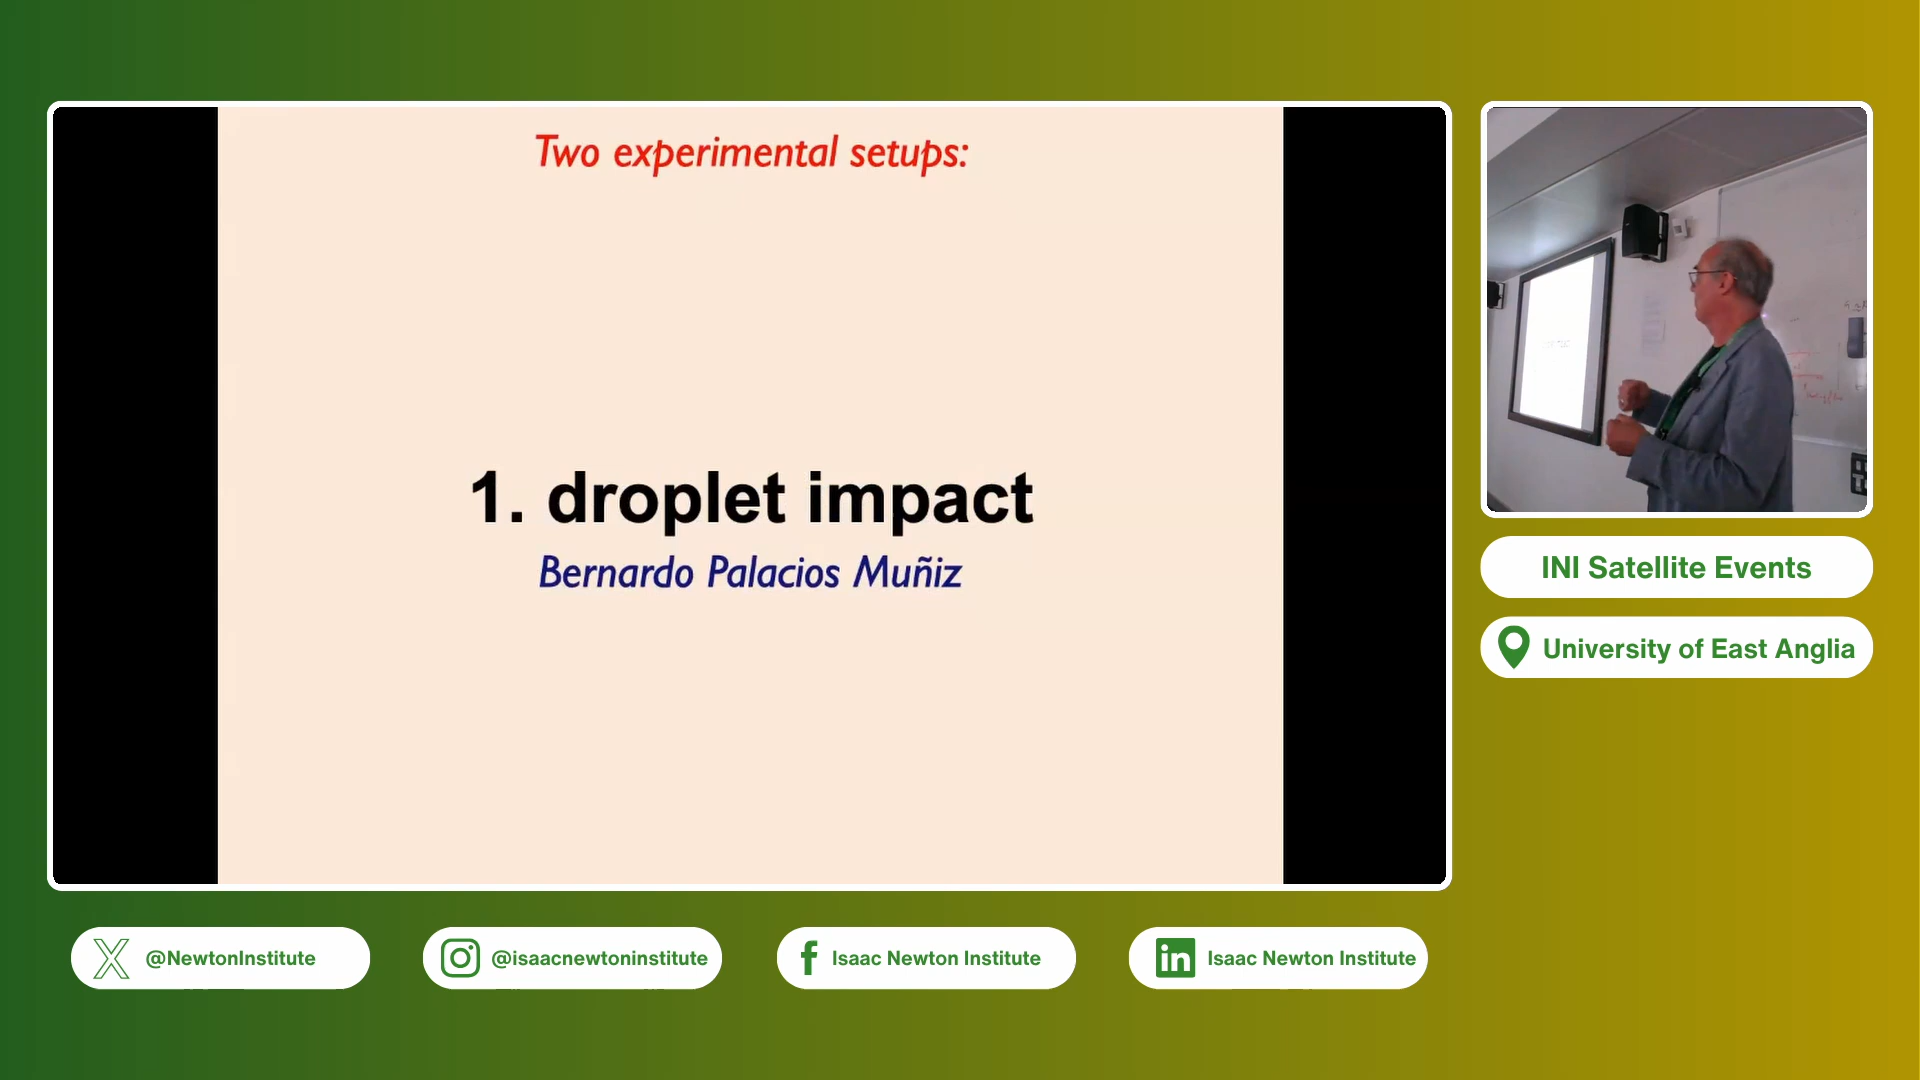 Two experimental setups:
1. droplet impact
Bernardo Palacios Muñiz
INI Satellite Events
University of East Anglia
@NewtonInstitute
@isaacnewtoninstitute
Isaac Newton Institute
Isaac Newton Institute